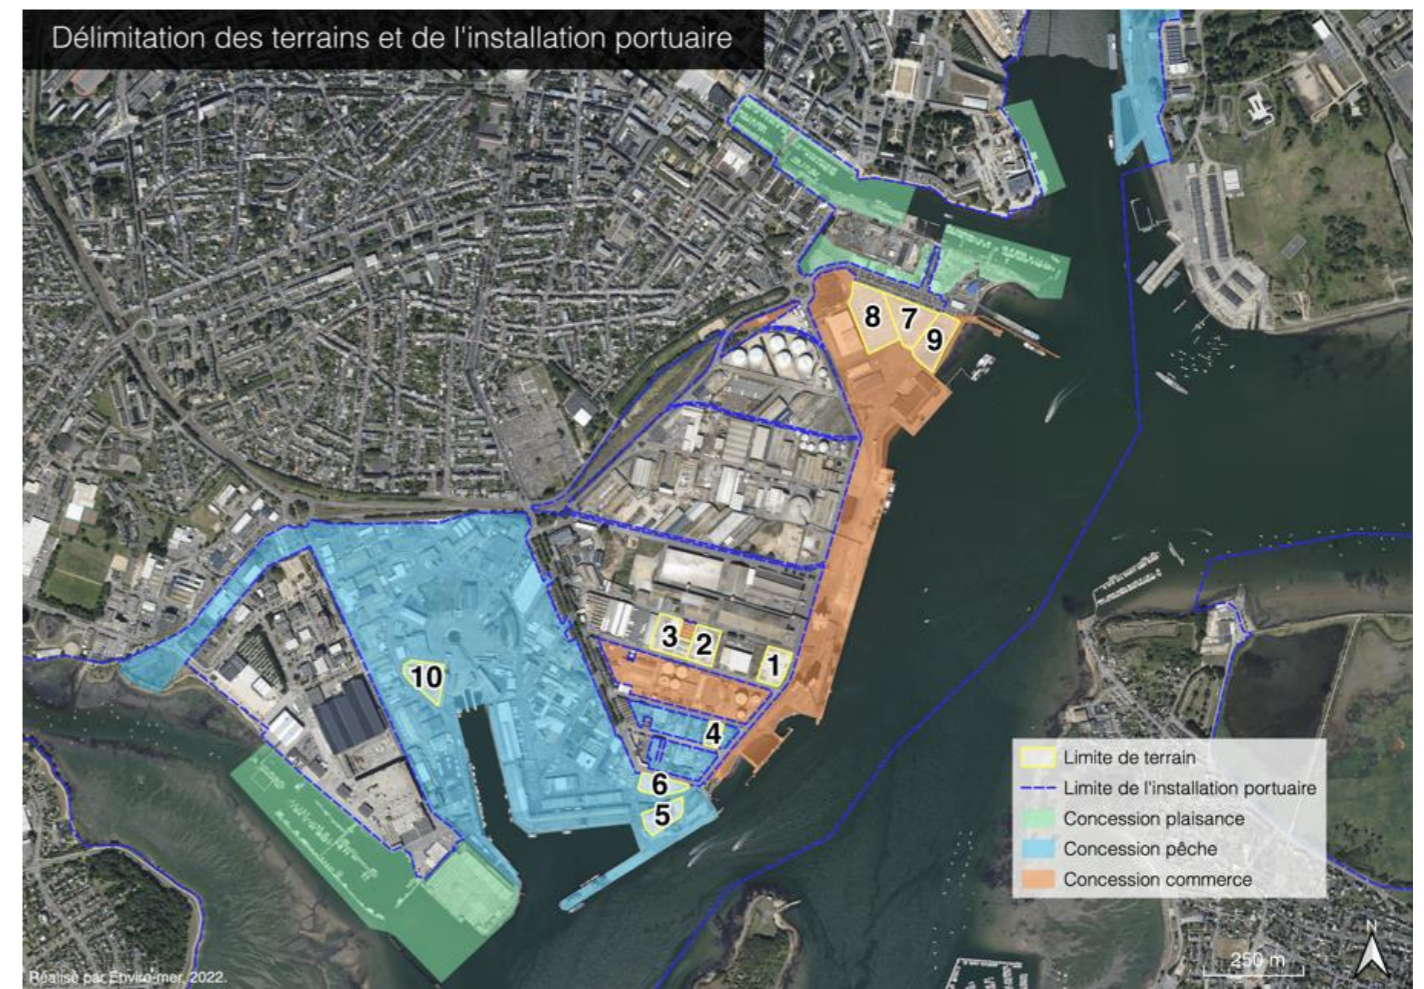 Délimitation des terrains et de l'installation portuaire
8
7
9
3
2
1
10
4
6
5
Limite de terrain
Limite de l'installation portuaire
Concession plaisance
Concession pêche
Concession commerce
N
250 m
Réalisé par Enviro-mer, 2022.